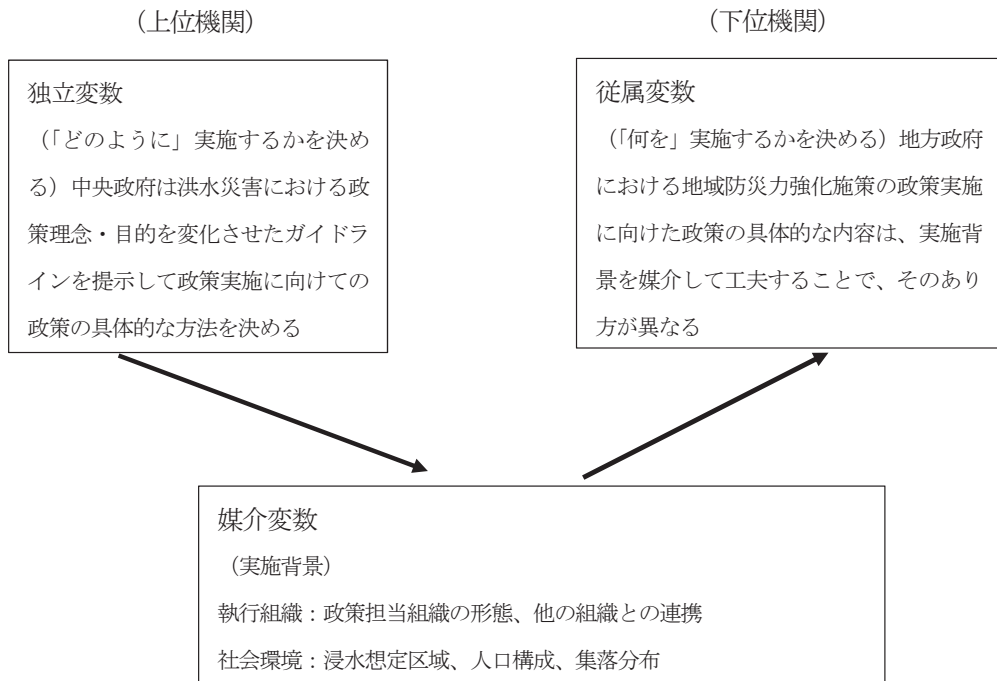 （上位機関）
（下位機関）
独立変数
（「どのように」実施するかを決め
る）中央政府は洪水災害における政
策理念・目的を変化させたガイドラ
インを提示して政策実施に向けての
政策の具体的な方法を決める
従属変数
（「何を」実施するかを決める）地方政府
における地域防災力強化施策の政策実施
に向けた政策の具体的な内容は、実施背
景を媒介して工夫することで、そのあり
方が異なる
媒介変数
（実施背景）
執行組織：政策担当組織の形態、他の組織との連携
社会環境：浸水想定区域、人口構成、集落分布